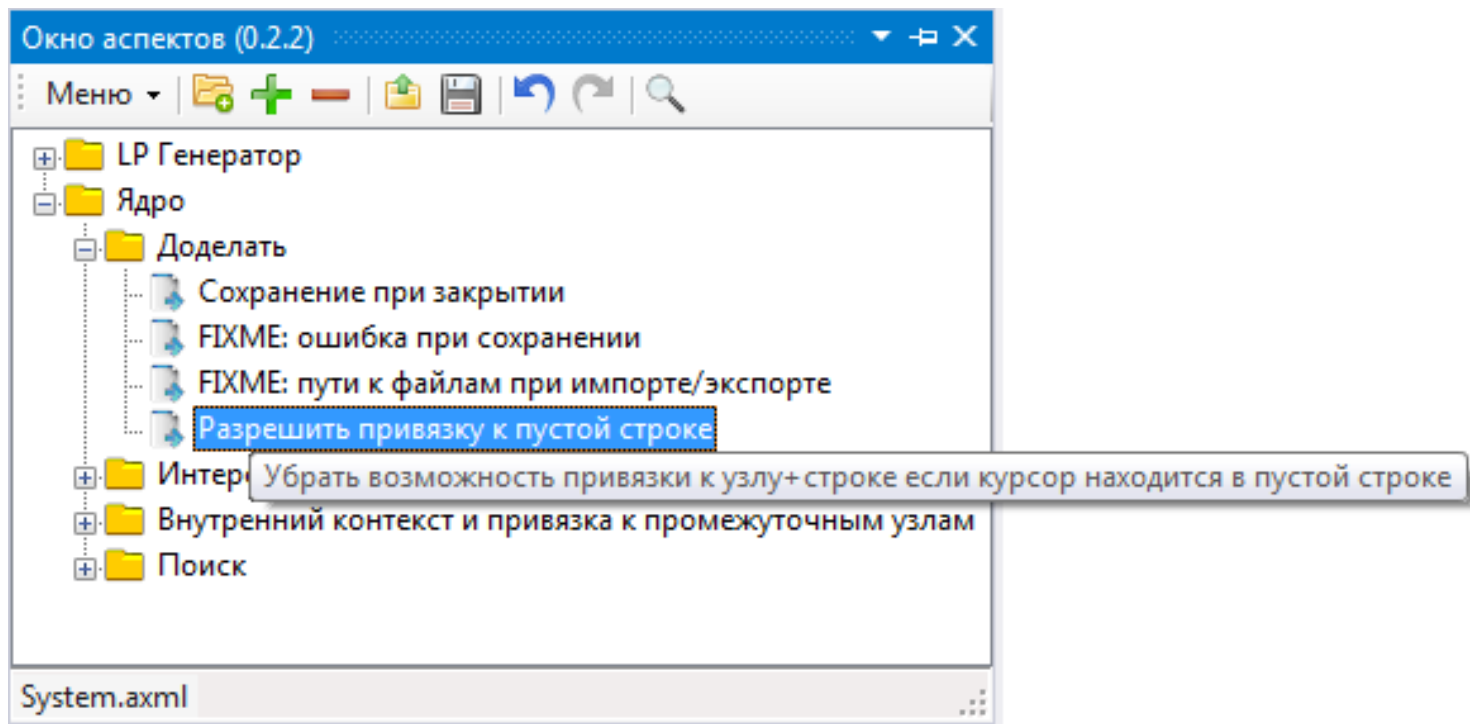 Окно аспектов (0.2.2)
Меню
LP Генератор
Ядро
Доделать
Сохранение при закрытии
FIXME: ошибка при сохранении
FIXME: пути к файлам при импорте/экспорте
Разрешить привязку к пустой строке
Убрать возможность привязки к узлу+строке если курсор находится в пустой строке
Внутренний контекст и привязка к промежуточным узлам
Поиск
System.axml